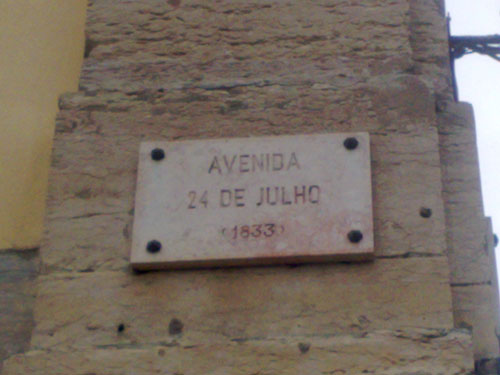 AVENIDA
24 DE JULHO
(1833)